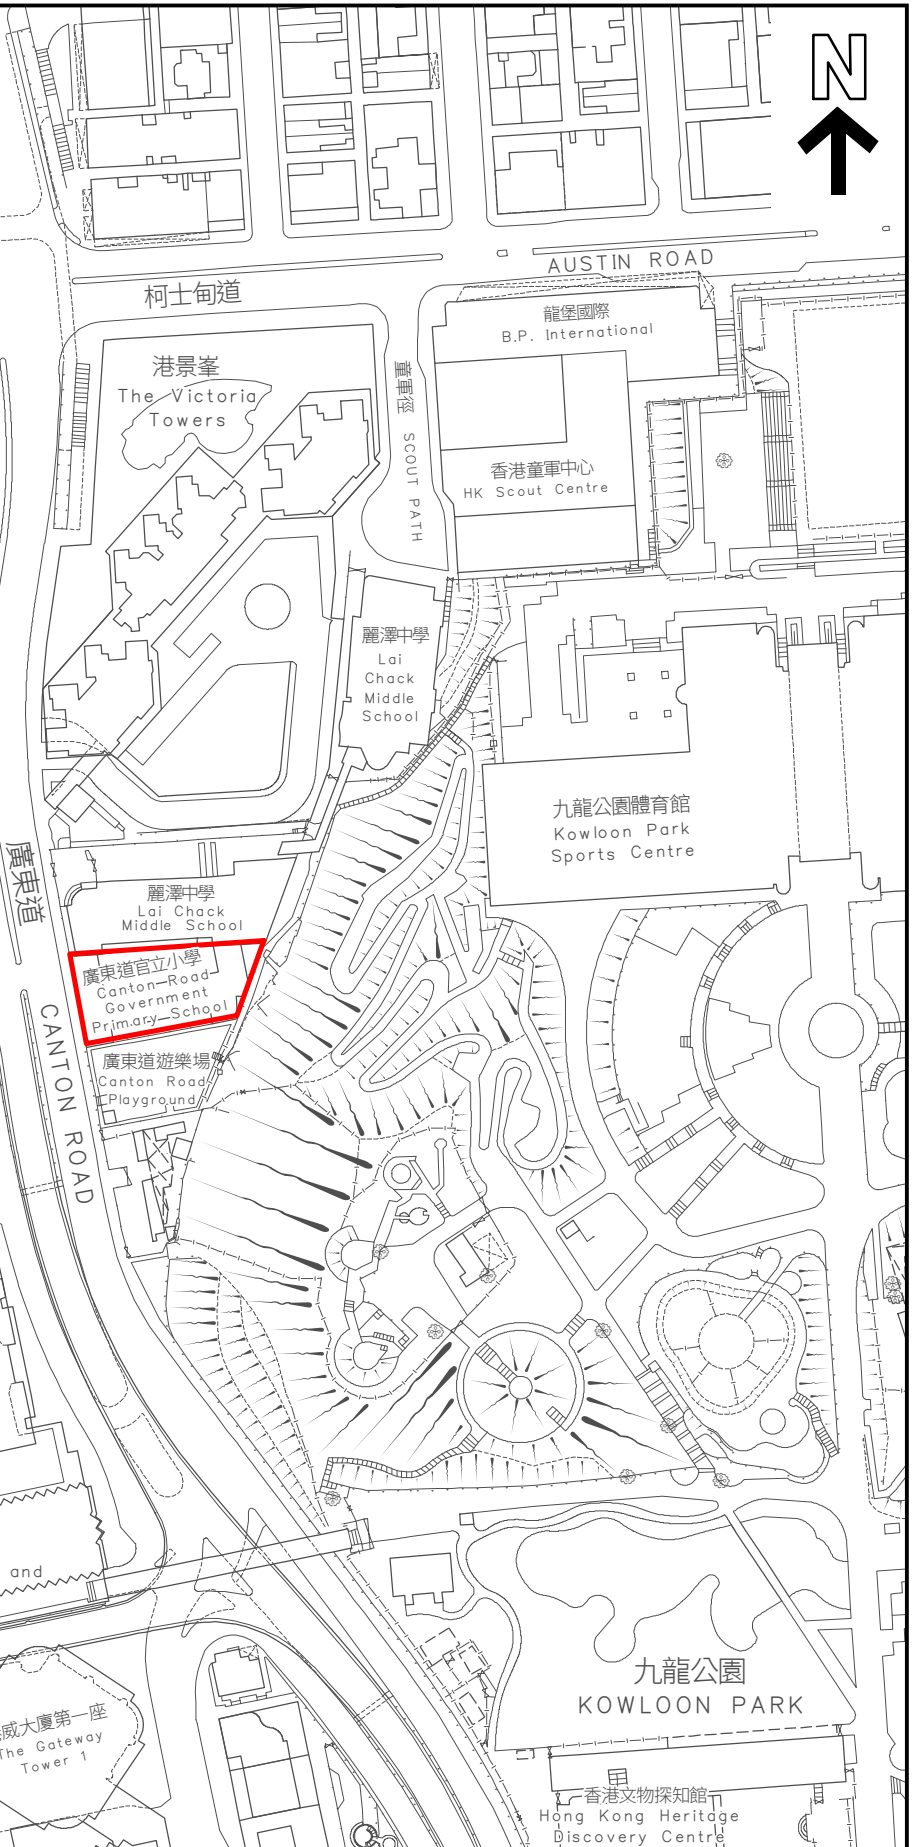 N
AUSTIN ROAD
柯士甸道
龍堡國際
B.P. International
港景峯
The Victoria
Towers
童軍徑 SCOUT PATH
香港童軍中心
HK Scout Centre
麗澤中學
Lai
Chack
Middle
School
九龍公園體育館
Kowloon Park
Sports Centre
廣東道
麗澤中學
Lai Chack
Middle School
廣東道官立小學
Canton Road
Government
Primary School
CANTON ROAD
廣東道遊樂場
Canton Road
Playground
and
九龍公園
KOWLOON PARK
威大廈第一座
The Gateway
Tower 1
香港文物探知館
Hong Kong Heritage
Discovery Centre